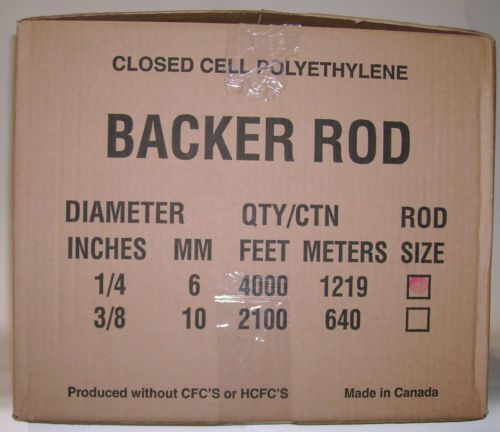 CLOSED CELL POLYETHYLENE
BACKER ROD
DIAMETER QTY/CTN ROD
INCHES MM FEET METERS SIZE
1/4 6 4000 1219
3/8 10 2100 640
Produced without CFC'S or HCFC'S Made in Canada